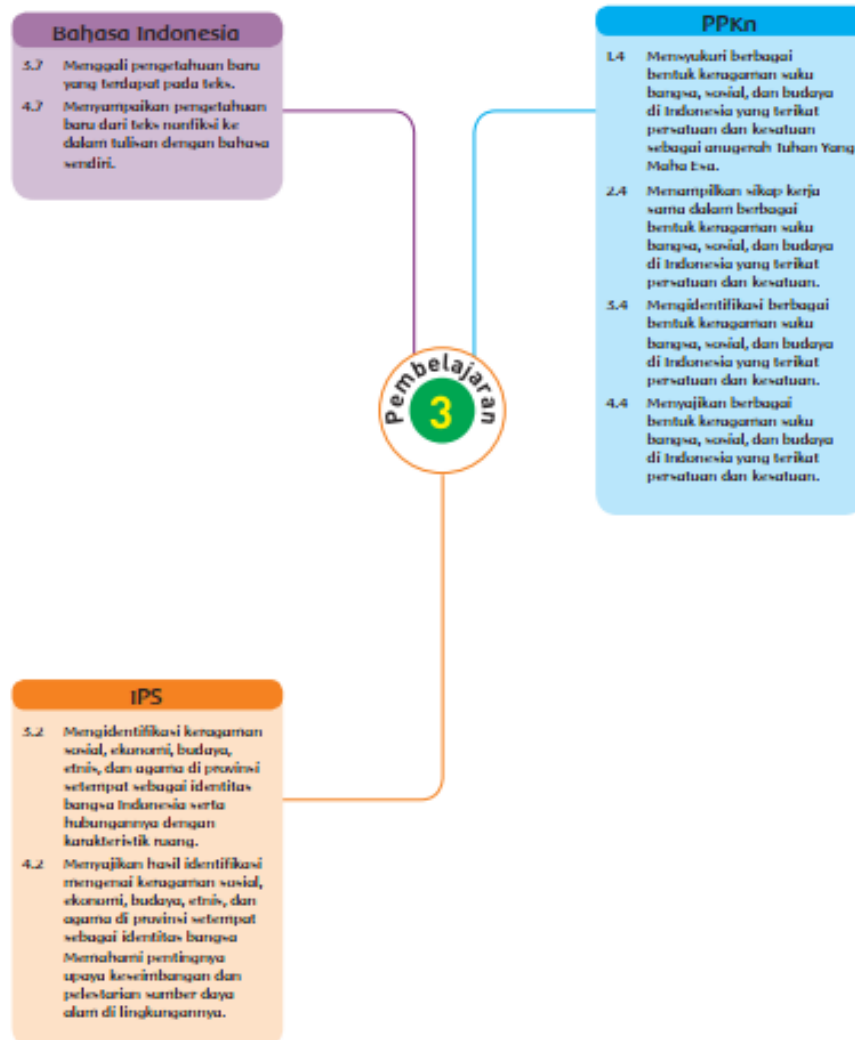 Bahasa Indonesia
3.7 Menggali pengetahuan baru
yang terdapat pada teks.
4.7 Menyampaikan pengetahuan
baru dari teks nonfiksi ke
dalam tulisan dengan bahasa
sendiri.
PPKn
1.4 Mensyukuri berbagai
bentuk keragaman suku
bangsa, sosial, dan budaya
di Indonesia yang terikat
persatuan dan kesatuan
sebagai anugerah Tuhan Yang
Maha Esa.
2.4 Menampilkan sikap kerja
sama dalam berbagai
bentuk keragaman suku
bangsa, sosial, dan budaya
di Indonesia yang terikat
persatuan dan kesatuan.
3.4 Mengidentifikasi berbagai
bentuk keragaman suku
bangsa, sosial, dan budaya
di Indonesia yang terikat
persatuan dan kesatuan.
4.4 Menyajikan berbagai
bentuk keragaman suku
bangsa, sosial, dan budaya
di Indonesia yang terikat
persatuan dan kesatuan.
Pembelajaran
3
IPS
3.2 Mengidentifikasi keragaman
sosial, ekonomi, budaya,
etnis, dan agama di provinsi
setempat sebagai identitas
bangsa Indonesia serta
hubungannya dengan
karakteristik ruang.
4.2 Menyajikan hasil identifikasi
mengenai keragaman sosial,
ekonomi, budaya, etnis, dan
agama di provinsi setempat
sebagai identitas bangsa
Memahami pentingnya
upaya keseimbangan dan
pelestarian sumber daya
alam di lingkungannya.